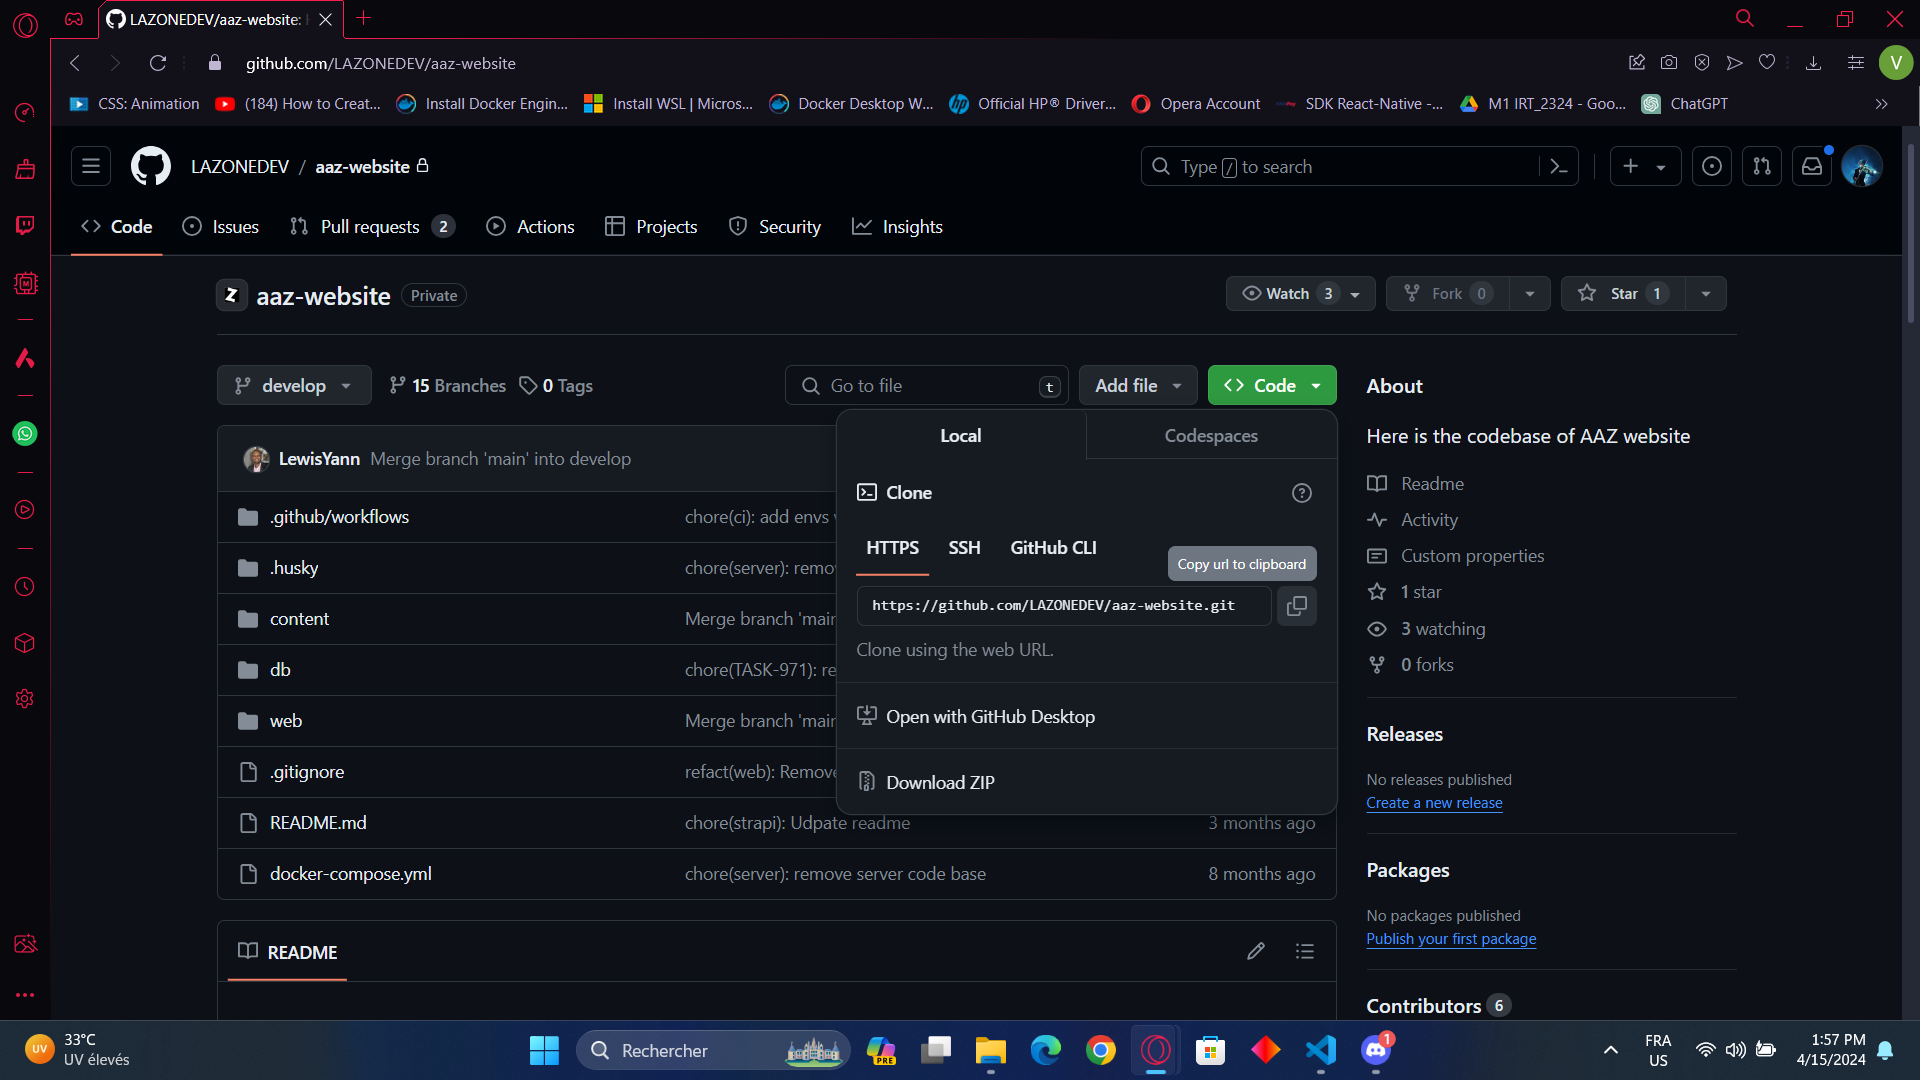 LAZONEDEV/aaz-website:
github.com/LAZONEDEV/aaz-website
V
CSS: Animation
(184) How to Creat...
Install Docker Engin...
Install WSL | Micros...
Docker Desktop W...
Official HP® Driver...
Opera Account
SDK React-Native -...
M1 IRT_2324 - Goo...
ChatGPT
LAZONEDEV / aaz-website
Type / to search
Code
Issues
Pull requests 2
Actions
Projects
Security
Insights
aaz-website Private
Watch 3
Fork 0
Star 1
develop
15 Branches
0 Tags
Go to file t
Add file
Code
LewisYann Merge branch 'main' into develop
.github/workflows chore(ci): add envs
.husky chore(server): remo
content Merge branch 'main
db chore(TASK-971): re
web Merge branch 'main
.gitignore refact(web): Remove
README.md chore(strapi): Udpate readme 3 months ago
docker-compose.yml chore(server): remove server code base 8 months ago
Local
Codespaces
Clone
HTTPS
SSH
GitHub CLI
Copy url to clipboard
https://github.com/LAZONEDEV/aaz-website.git
Clone using the web URL.
Open with GitHub Desktop
Download ZIP
README
About
Here is the codebase of AAZ website
Readme
Activity
Custom properties
1 star
3 watching
0 forks
Releases
No releases published
Create a new release
Packages
No packages published
Publish your first package
Contributors 6
UV
33°C
UV élevés
Rechercher
PRE
1
FRA
US
1:57 PM
4/15/2024